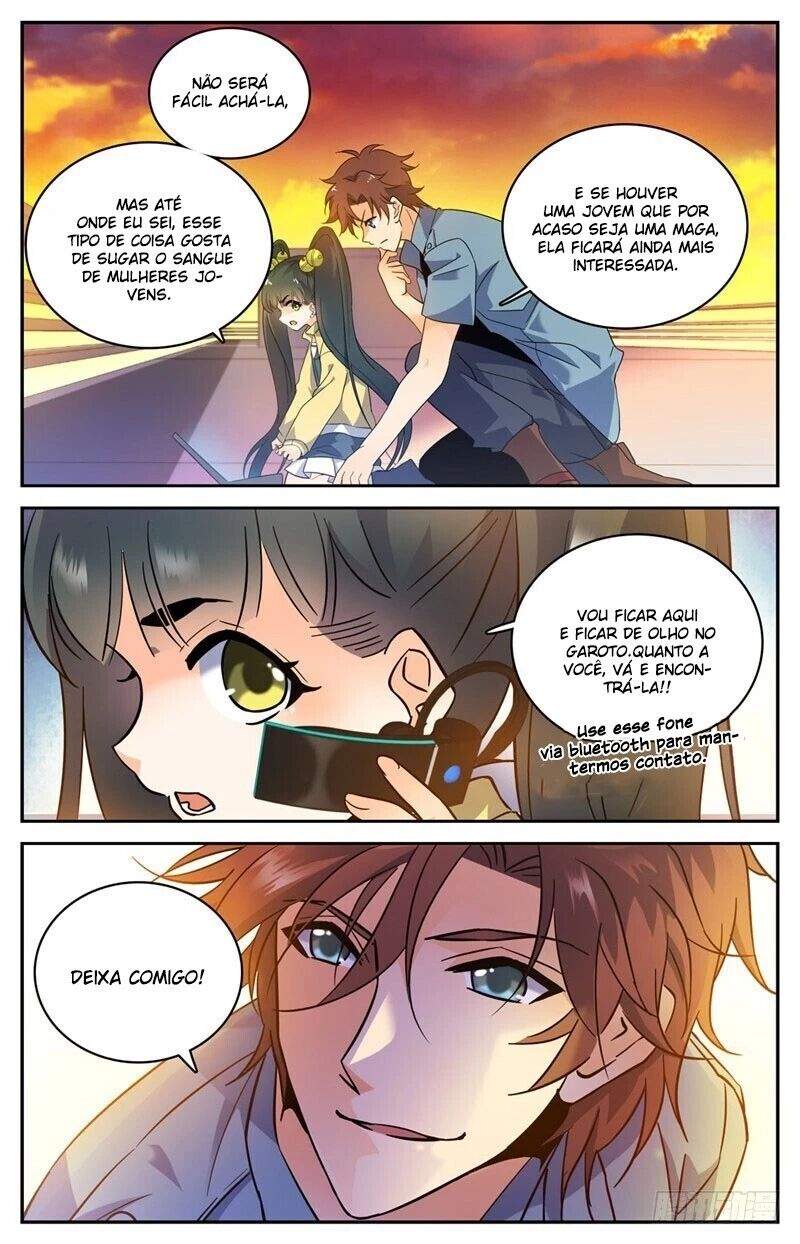 NÃO SERÁ
FÁCIL ACHÁ-LA,
MAS ATÉ
ONDE EU SEI, ESSE
TIPO DE COISA GOSTA
DE SUGAR O SANGUE
DE MULHERES JO-
VENS.
E SE HOUVER
UMA JOVEM QUE POR
ACASO SEJA UMA MAGA,
ELA FICARÁ AINDA MAIS
INTERESSADA.
VOU FICAR AQUI
E FICAR DE OLHO NO
GAROTO.QUANTO A
VOCÊ, VÁ E ENCON-
TRÁ-LA!!
Use esse fone
via bluetooth para man-
termos contato.
DEIXA COMIGO!